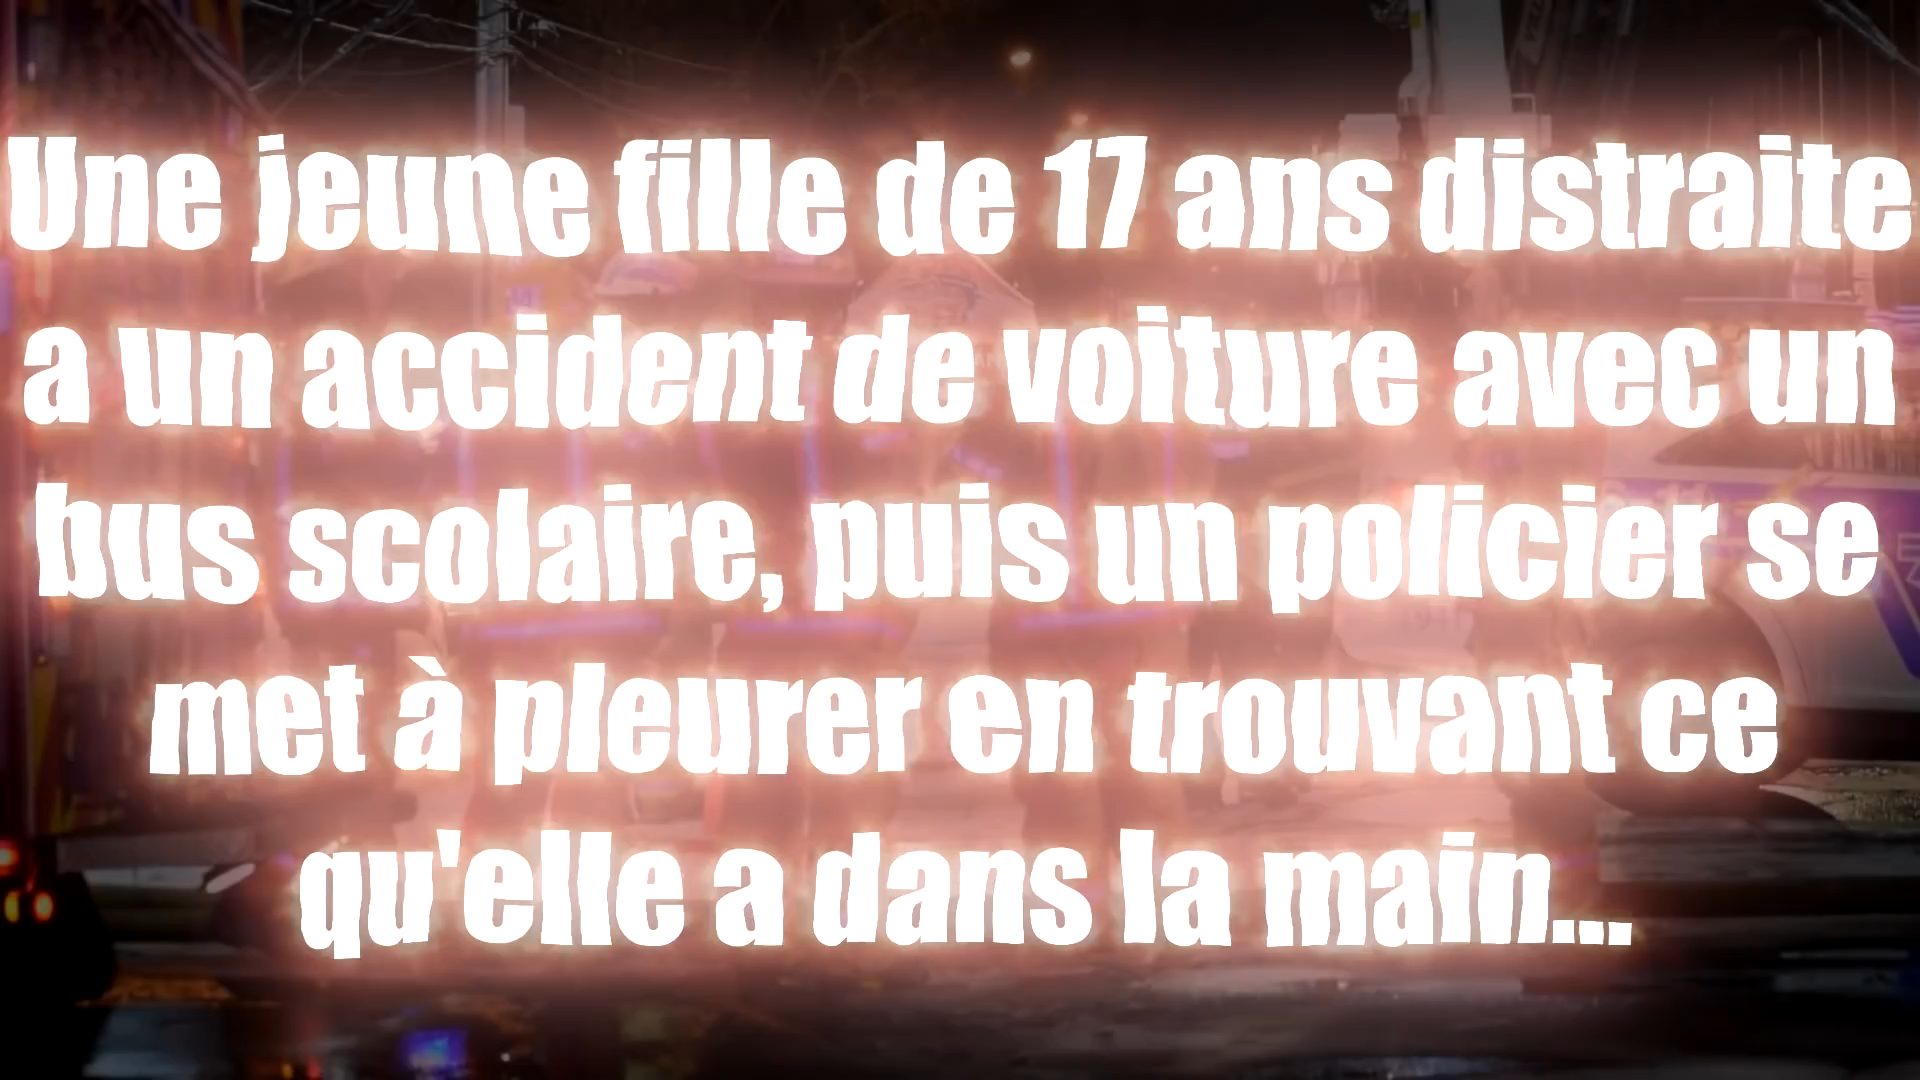 Une jeune fille de 17 ans distraite
a un accident de voiture avec un
bus scolaire, puis un policier se
met à pleurer en trouvant ce
qu'elle a dans la main...